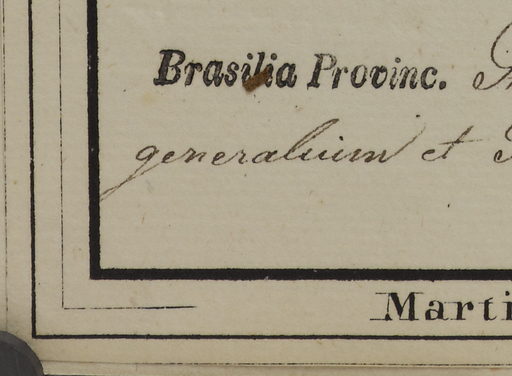 Brasilia Provinc.
generalium et
Marti